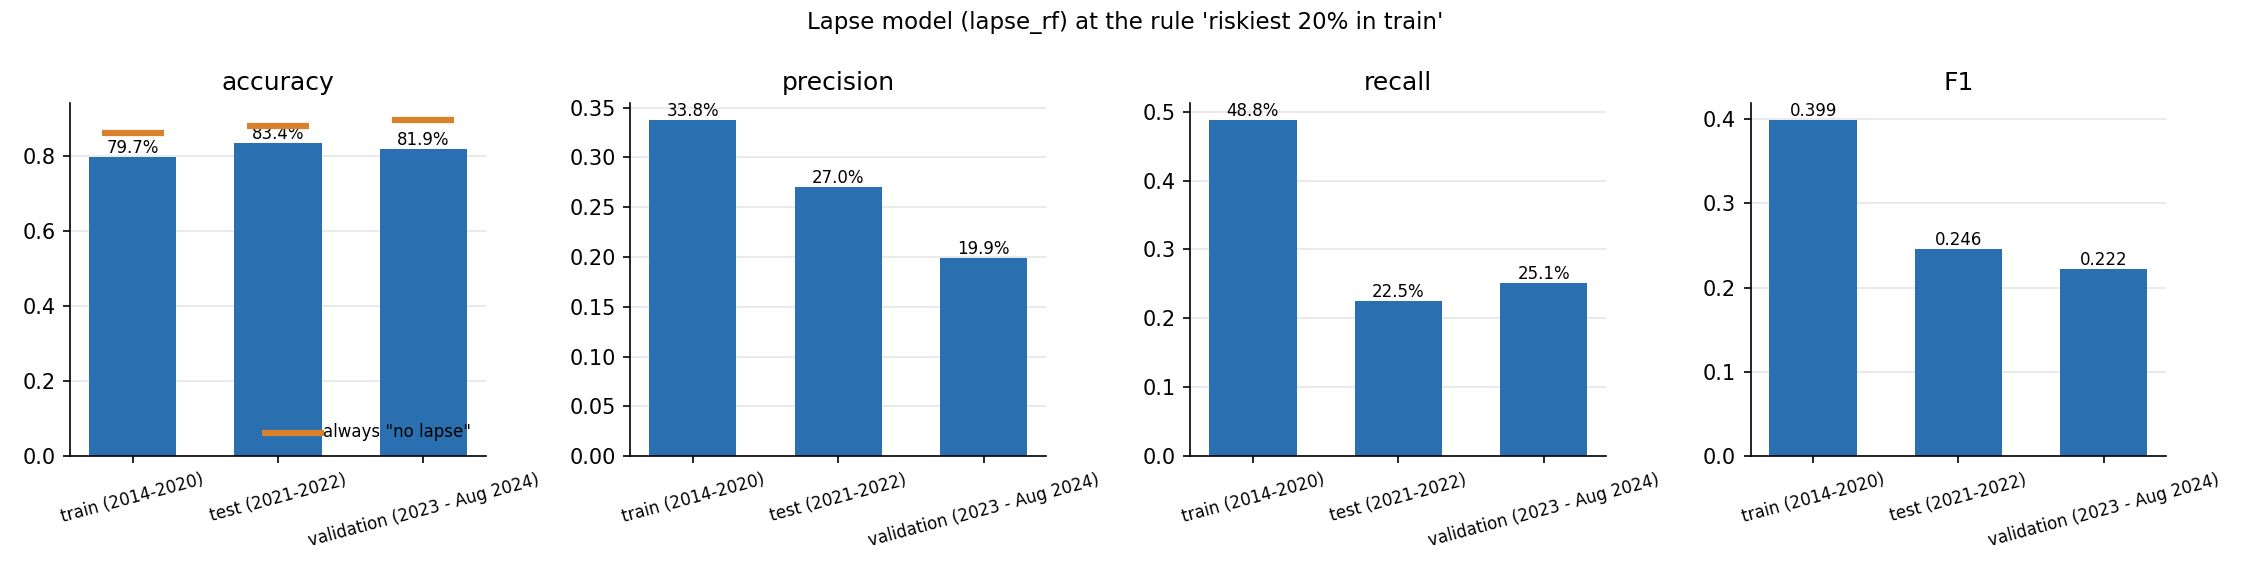 Lapse model (lapse_rf) at the rule 'riskiest 20% in train'
accuracy
0.8
0.6
0.4
0.2
0.0
79.7%
83.4%
81.9%
always "no lapse"
train (2014-2020)
test (2021-2022)
validation (2023 - Aug 2024)
precision
0.35
0.30
0.25
0.20
0.15
0.10
0.05
0.00
33.8%
27.0%
19.9%
train (2014-2020)
test (2021-2022)
validation (2023 - Aug 2024)
recall
0.5
0.4
0.3
0.2
0.1
0.0
48.8%
22.5%
25.1%
train (2014-2020)
test (2021-2022)
validation (2023 - Aug 2024)
F1
0.4
0.3
0.2
0.1
0.0
0.399
0.246
0.222
train (2014-2020)
test (2021-2022)
validation (2023 - Aug 2024)